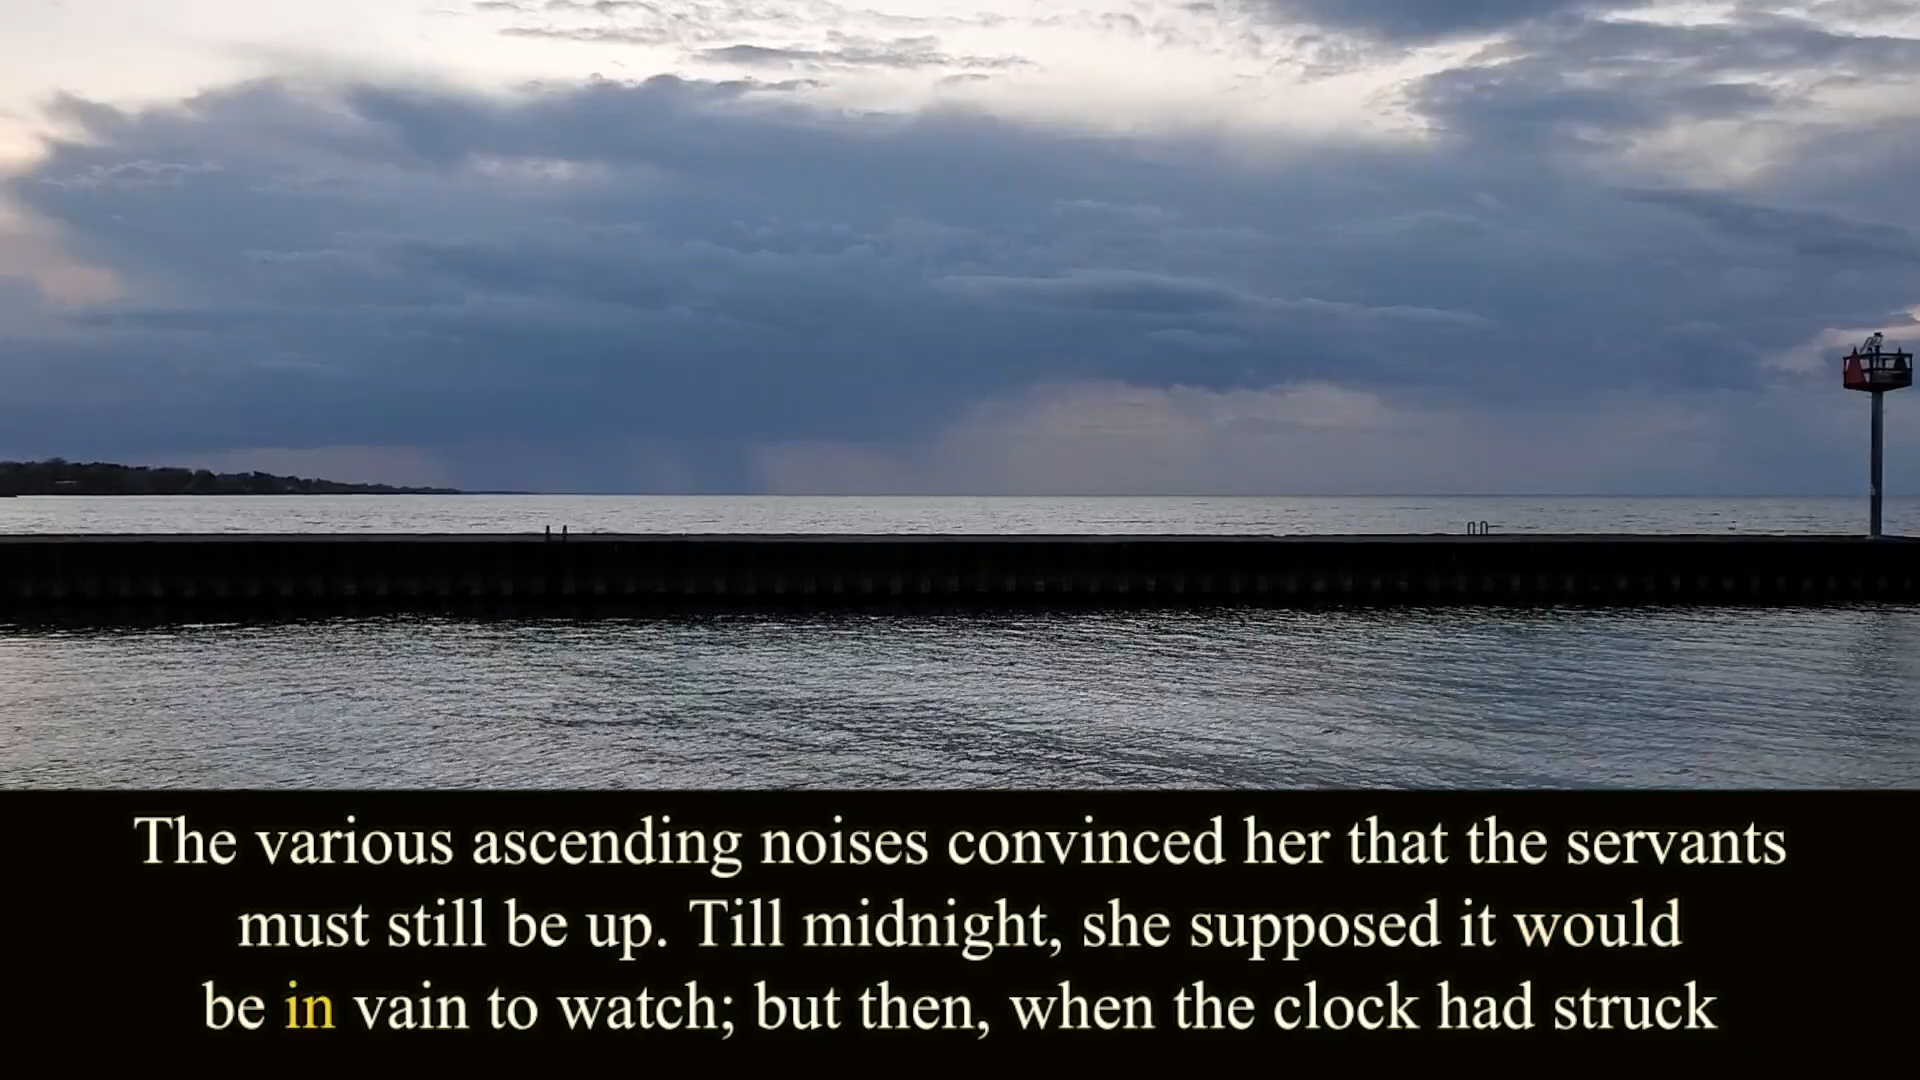 The various ascending noises convinced her that the servants
must still be up. Till midnight, she supposed it would
be in vain to watch; but then, when the clock had struck